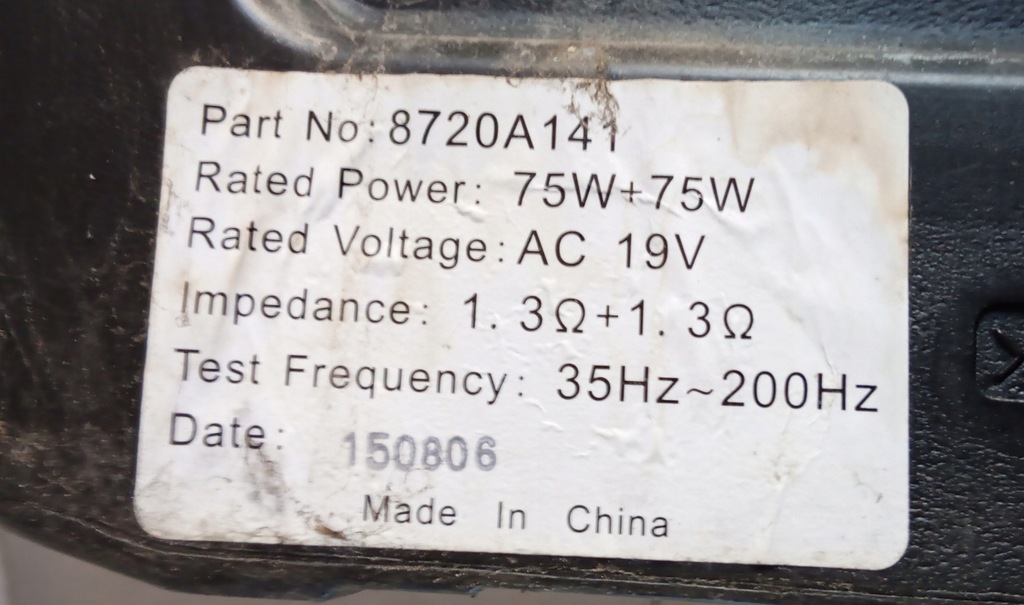 Part No: 8720A141
Rated Power: 75W+75W
Rated Voltage: AC 19V
Impedance: 1. 3Ω+1. 3Ω
Test Frequency: 35Hz~200Hz
Date: 150806
Made In China